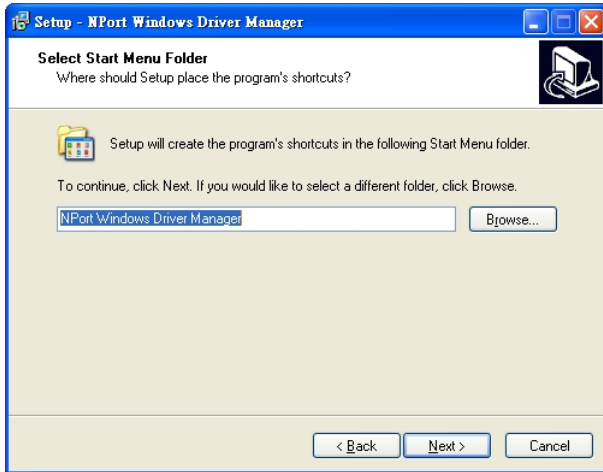 Setup - NPort Windows Driver Manager
Select Start Menu Folder
Where should Setup place the program's shortcuts?
Setup will create the program's shortcuts in the following Start Menu folder.
To continue, click Next. If you would like to select a different folder, click Browse.
NPort Windows Driver Manager
Browse...
< Back
Next >
Cancel